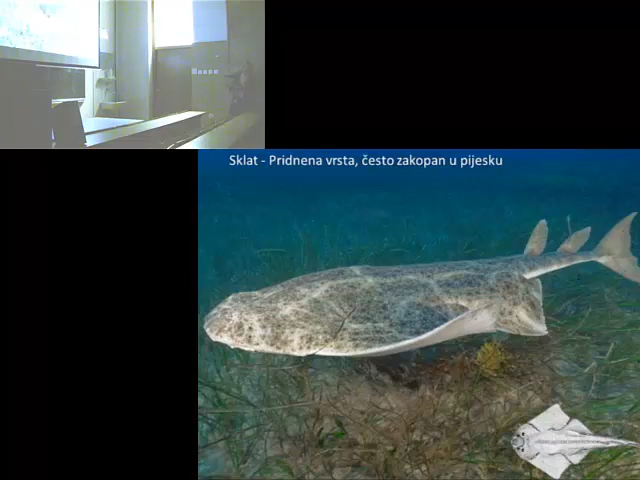 Sklat - Pridnena vrsta, često zakopan u pijesku